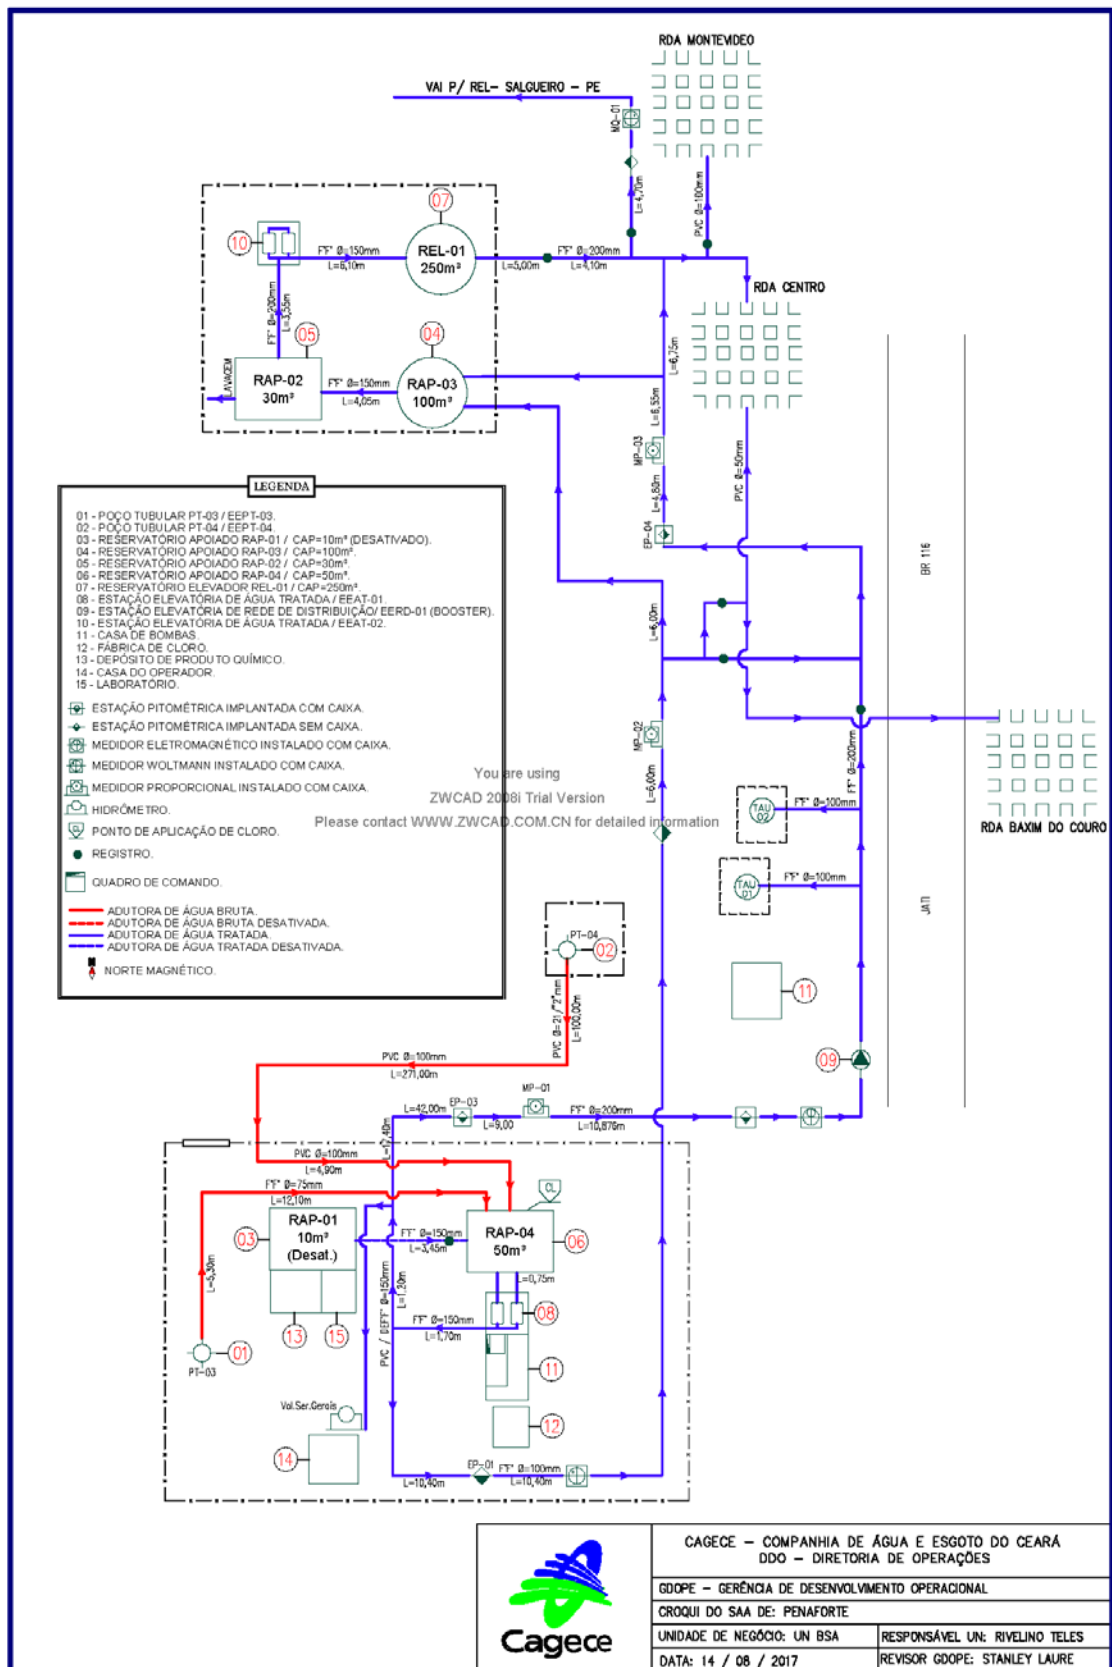 RDA MONTEVIDEO
VAI P/ REL- SALGUEIRO - PE
MQ-01
L=4,70m
PVC Ø=100mm
07
10
F°F° Ø=150mm
L=6,10m
REL-01
250m³
L=5,00m
F°F° Ø=200mm
L=4,10m
RDA CENTRO
F°F° Ø=200mm
L=3,55m
05
04
LAVAGEM
RAP-02
30m³
F°F° Ø=150mm
L=4,05m
RAP-03
100m³
L=6,75m
L=6,55m
MP-03
L=4,60m
EP-04
PVC Ø=50mm
BR 116
LEGENDA
01 - POÇO TUBULAR PT-03 / EEPT-03.
02 - POÇO TUBULAR PT-04 / EEPT-04.
03 - RESERVATÓRIO APOIADO RAP-01 / CAP=10m³ (DESATIVADO).
04 - RESERVATÓRIO APOIADO RAP-03 / CAP=100m³.
05 - RESERVATÓRIO APOIADO RAP-02 / CAP=30m³.
06 - RESERVATÓRIO APOIADO RAP-04 / CAP=50m³.
07 - RESERVATÓRIO ELEVADOR REL-01 / CAP=250m³.
08 - ESTAÇÃO ELEVATÓRIA DE ÁGUA TRATADA / EEAT-01.
09 - ESTAÇÃO ELEVATÓRIA DE REDE DE DISTRIBUIÇÃO/ EERD-01 (BOOSTER).
10 - ESTAÇÃO ELEVATÓRIA DE ÁGUA TRATADA / EEAT-02.
11 - CASA DE BOMBAS.
12 - FÁBRICA DE CLORO.
13 - DEPÓSITO DE PRODUTO QUÍMICO.
14 - CASA DO OPERADOR.
15 - LABORATÓRIO.
ESTAÇÃO PITOMÉTRICA IMPLANTADA COM CAIXA.
ESTAÇÃO PITOMÉTRICA IMPLANTADA SEM CAIXA.
MEDIDOR ELETROMAGNÉTICO INSTALADO COM CAIXA.
MEDIDOR WOLTMANN INSTALADO COM CAIXA.
MEDIDOR PROPORCIONAL INSTALADO COM CAIXA.
HIDRÔMETRO.
CL
PONTO DE APLICAÇÃO DE CLORO.
REGISTRO.
QUADRO DE COMANDO.
ADUTORA DE ÁGUA BRUTA.
ADUTORA DE ÁGUA BRUTA DESATIVADA.
ADUTORA DE ÁGUA TRATADA.
ADUTORA DE ÁGUA TRATADA DESATIVADA.
N
NORTE MAGNÉTICO.
You are using
ZWCAD 2008i Trial Version
Please contact WWW.ZWCAD.COM.CN for detailed information
L=6,00m
MP-02
L=6,00m
F°F° Ø=200mm
TAU
02
F°F° Ø=100mm
RDA BAXIM DO COURO
TAU
01
F°F° Ø=100mm
JATI
PT-04
02
PVC Ø=21/"2"mm
L=100,00m
11
09
PVC Ø=100mm
L=271,00m
L=42,00m
EP-03
L=9,00
MP-01
F°F° Ø=200mm
L=10,876m
L=17,40m
PVC Ø=100mm
L=4,90m
F°F° Ø=75mm
L=12,10m
CL
03
RAP-01
10m³
(Desat.)
F°F° Ø=150mm
L=3,45m
RAP-04
50m³
06
L=5,30m
L=0,75m
PVC / DEF°F° Ø=150mm
L=1,20m
08
F°F° Ø=150mm
L=1,70m
13
15
01
PT-03
11
Vol.Ser.Gerais
12
14
EP-01
L=10,40m
F°F° Ø=100mm
L=10,40m
CAGECE - COMPANHIA DE ÁGUA E ESGOTO DO CEARÁ
DDO - DIRETORIA DE OPERAÇÕES
GDOPE - GERÊNCIA DE DESENVOLVIMENTO OPERACIONAL
CROQUI DO SAA DE: PENAFORTE
UNIDADE DE NEGÓCIO: UN BSA
RESPONSÁVEL UN: RIVELINO TELES
DATA: 14 / 08 / 2017
REVISOR GDOPE: STANLEY LAURE
Cagece